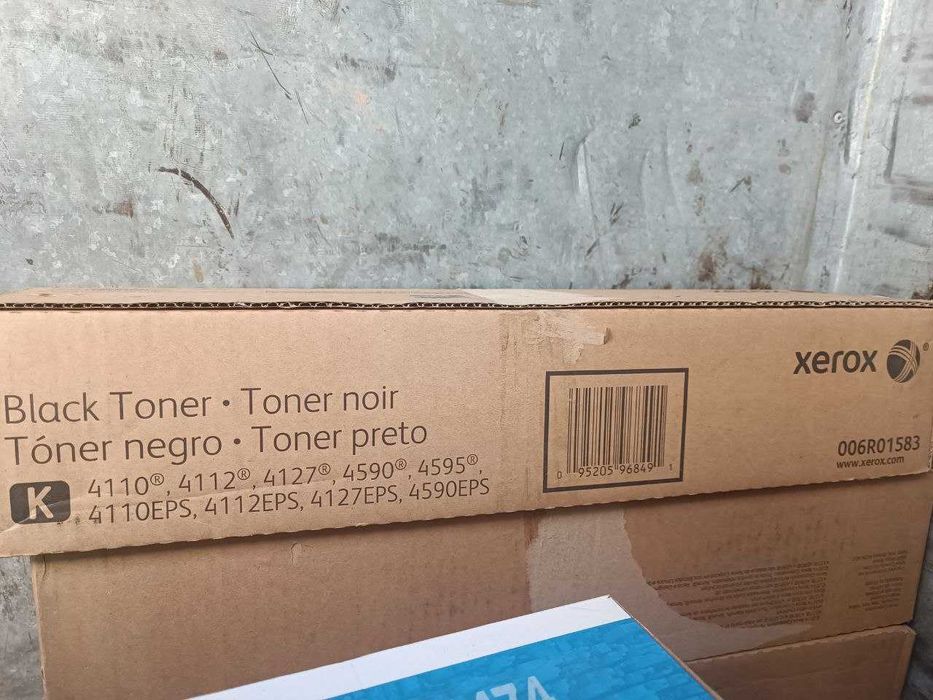 Black Toner • Toner noir
Tóner negro • Toner preto
K
4110®, 4112®, 4127®, 4590®, 4595®,
4110EPS, 4112EPS, 4127EPS, 4590EPS
0 95205 96849 1
xerox ®
006R01583
www.xerox.com